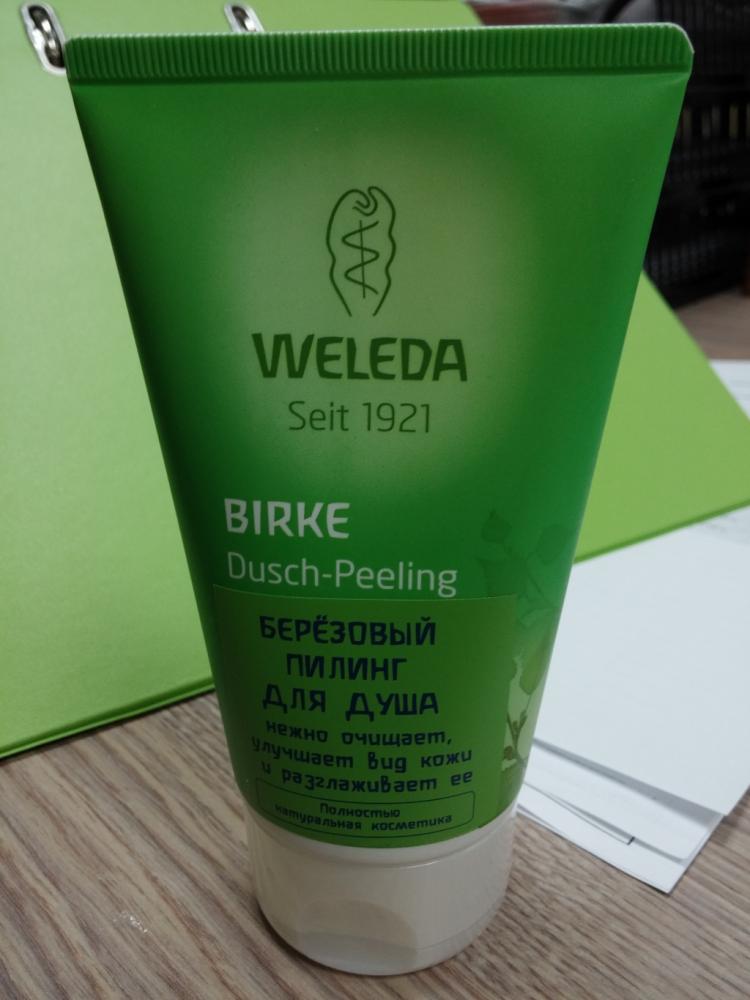 WELEDA
Seit 1921
BIRKE
Dusch-Peeling
БЕРЁЗОВЫЙ
ПИЛИНГ
ДЛЯ ДУША
нежно очищает,
улучшает вид кожи
и разглаживает ее
Полностью
натуральная косметика